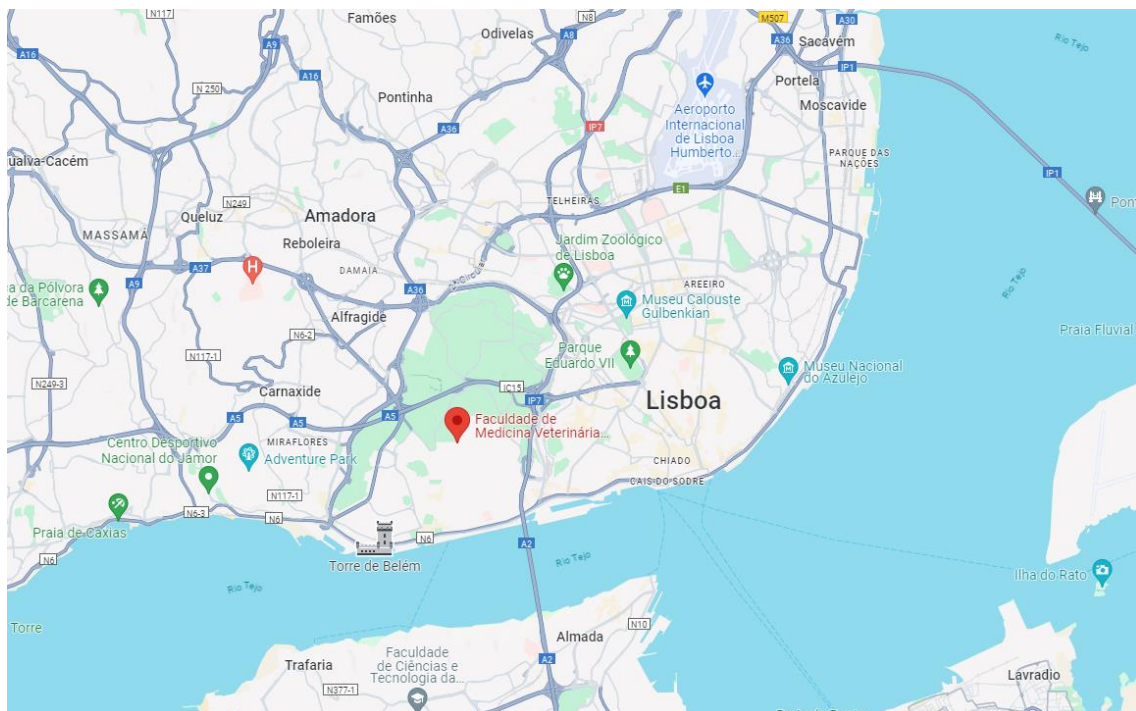 N117
Famões
N8
M507
A30
Odivelas
A8
A36
Sacavém
Rio Tejo
A16
A9
A16
IP1
N 250
Portela
Pontinha
Moscavide
Aeroporto
Internacional
de Lisboa
Humberto...
A36
IP7
PARQUE DAS
NAÇÕES
ualva-Cacém
IP1
E1
N249
TELHEIRAS
Queluz
Amadora
MASSAMÁ
Reboleira
Jardim Zoológico
de Lisboa
A37
DAMAIA
A9
a da Pólvora
de Barcarena
A36
AREEIRO
Rio Tejo
Museu Calouste
Gulbenkian
Alfragide
N6-2
Praia Fluvial
N117-1
Parque
Eduardo VII
Museu Nacional
do Azulejo
N249-3
Carnaxide
IC15
IP7
Lisboa
A5
A5
A5
Faculdade de
Medicina Veterinária...
MIRAFLORES
Centro Desportivo
Nacional do Jamor
Adventure Park
CHIADO
CAIS DO SODRÉ
N117-1
N6-3
N6
Praia de Caxias
N6
A2
N6
Torre de Belém
Rio Tejo
Rio Tejo
Ilha do Rato
Torre
Almada
N10
A2
Trafaria
Faculdade
de Ciências e
Tecnologia da...
N377-1
Lavradio